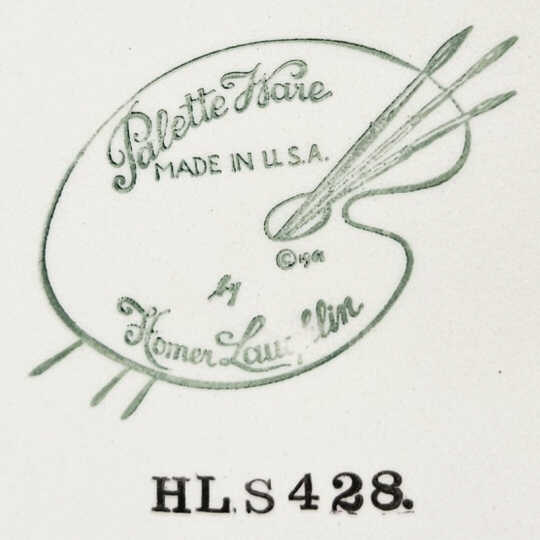 Palette Ware
MADE IN U.S.A.
©
by
Homer Laughlin
HLS428.